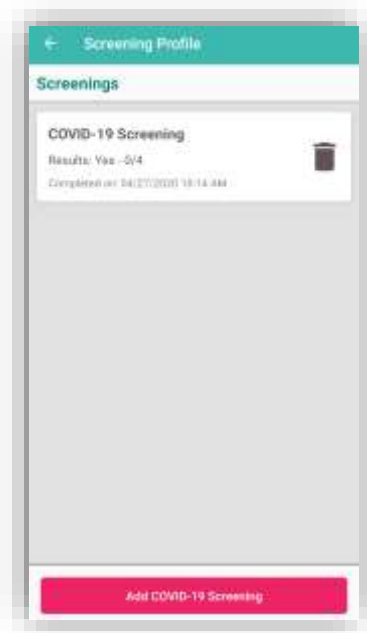 Screening Profile
Screenings
COVID-19 Screening
Results: Yes - 0/4
Completed on: 04/27/2020 10:14 AM
Add COVID-19 Screening